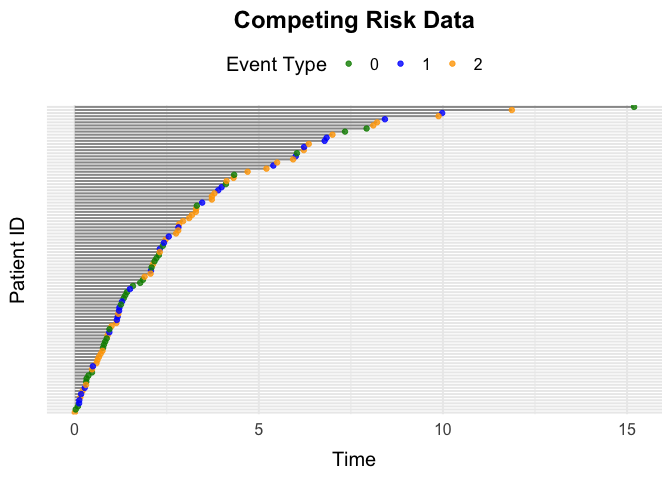 Competing Risk Data
Event Type 0 1 2
Patient ID
0 5 10 15
Time